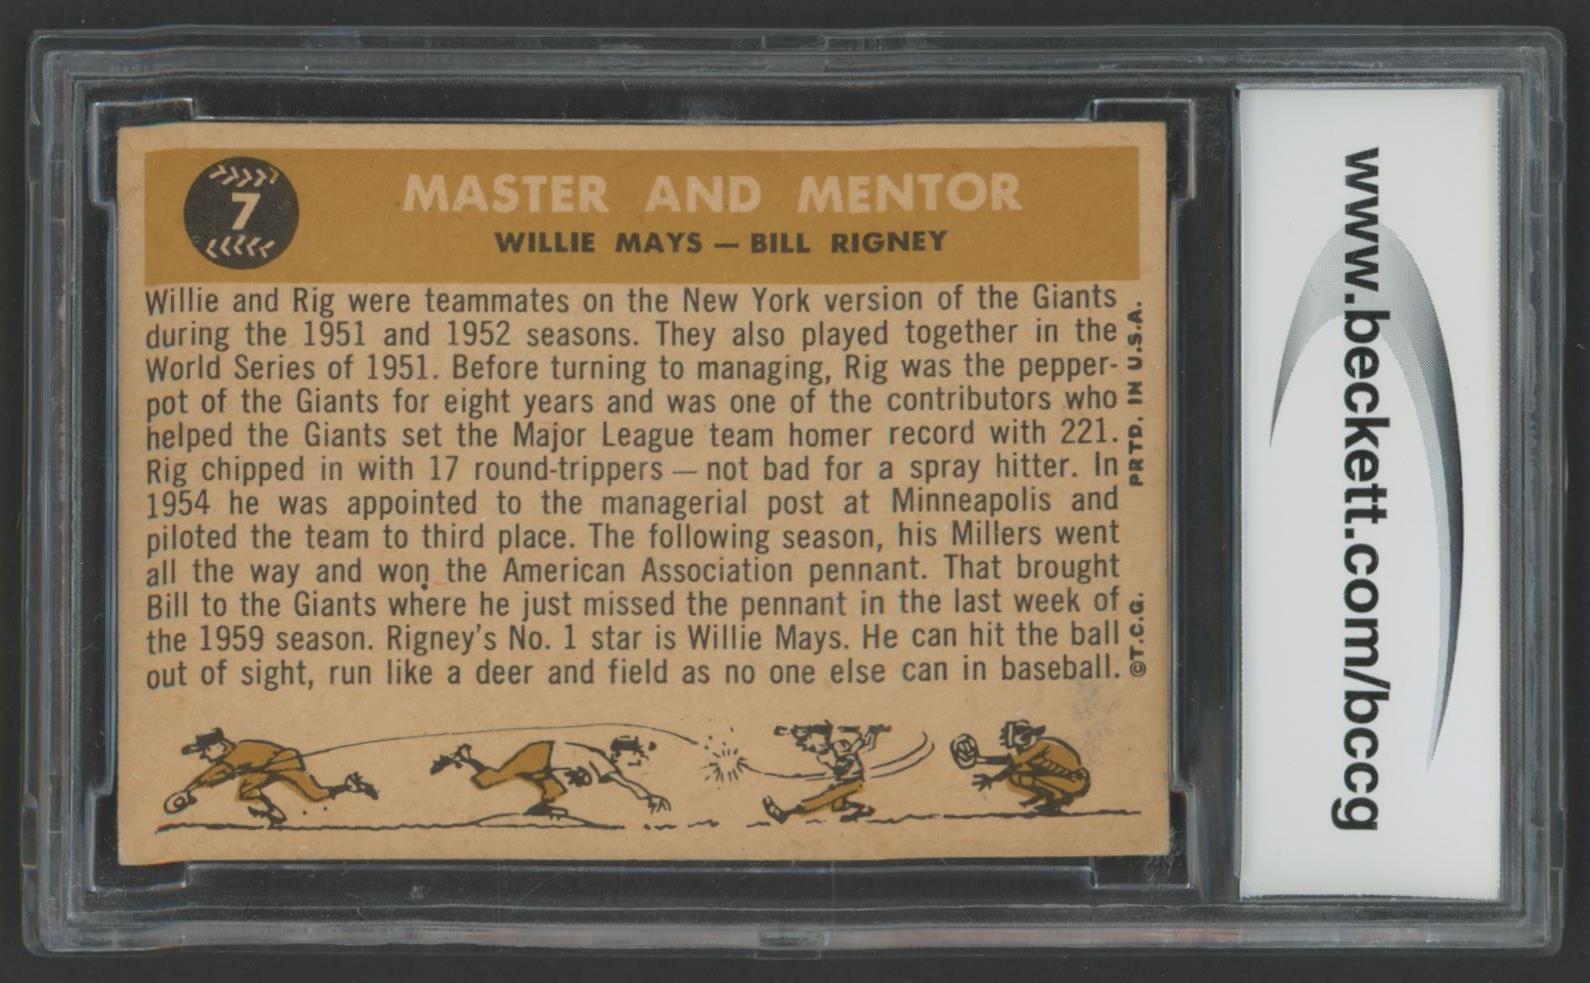 7
MASTER AND MENTOR
WILLIE MAYS — BILL RIGNEY
Willie and Rig were teammates on the New York version of the Giants
during the 1951 and 1952 seasons. They also played together in the
World Series of 1951. Before turning to managing, Rig was the pepper-
pot of the Giants for eight years and was one of the contributors who
helped the Giants set the Major League team homer record with 221.
Rig chipped in with 17 round-trippers — not bad for a spray hitter. In
1954 he was appointed to the managerial post at Minneapolis and
piloted the team to third place. The following season, his Millers went
all the way and won the American Association pennant. That brought
Bill to the Giants where he just missed the pennant in the last week of
the 1959 season. Rigney's No. 1 star is Willie Mays. He can hit the ball
out of sight, run like a deer and field as no one else can in baseball.
©T.C.G. PRTD. IN U.S.A.
www.beckett.com/bccg